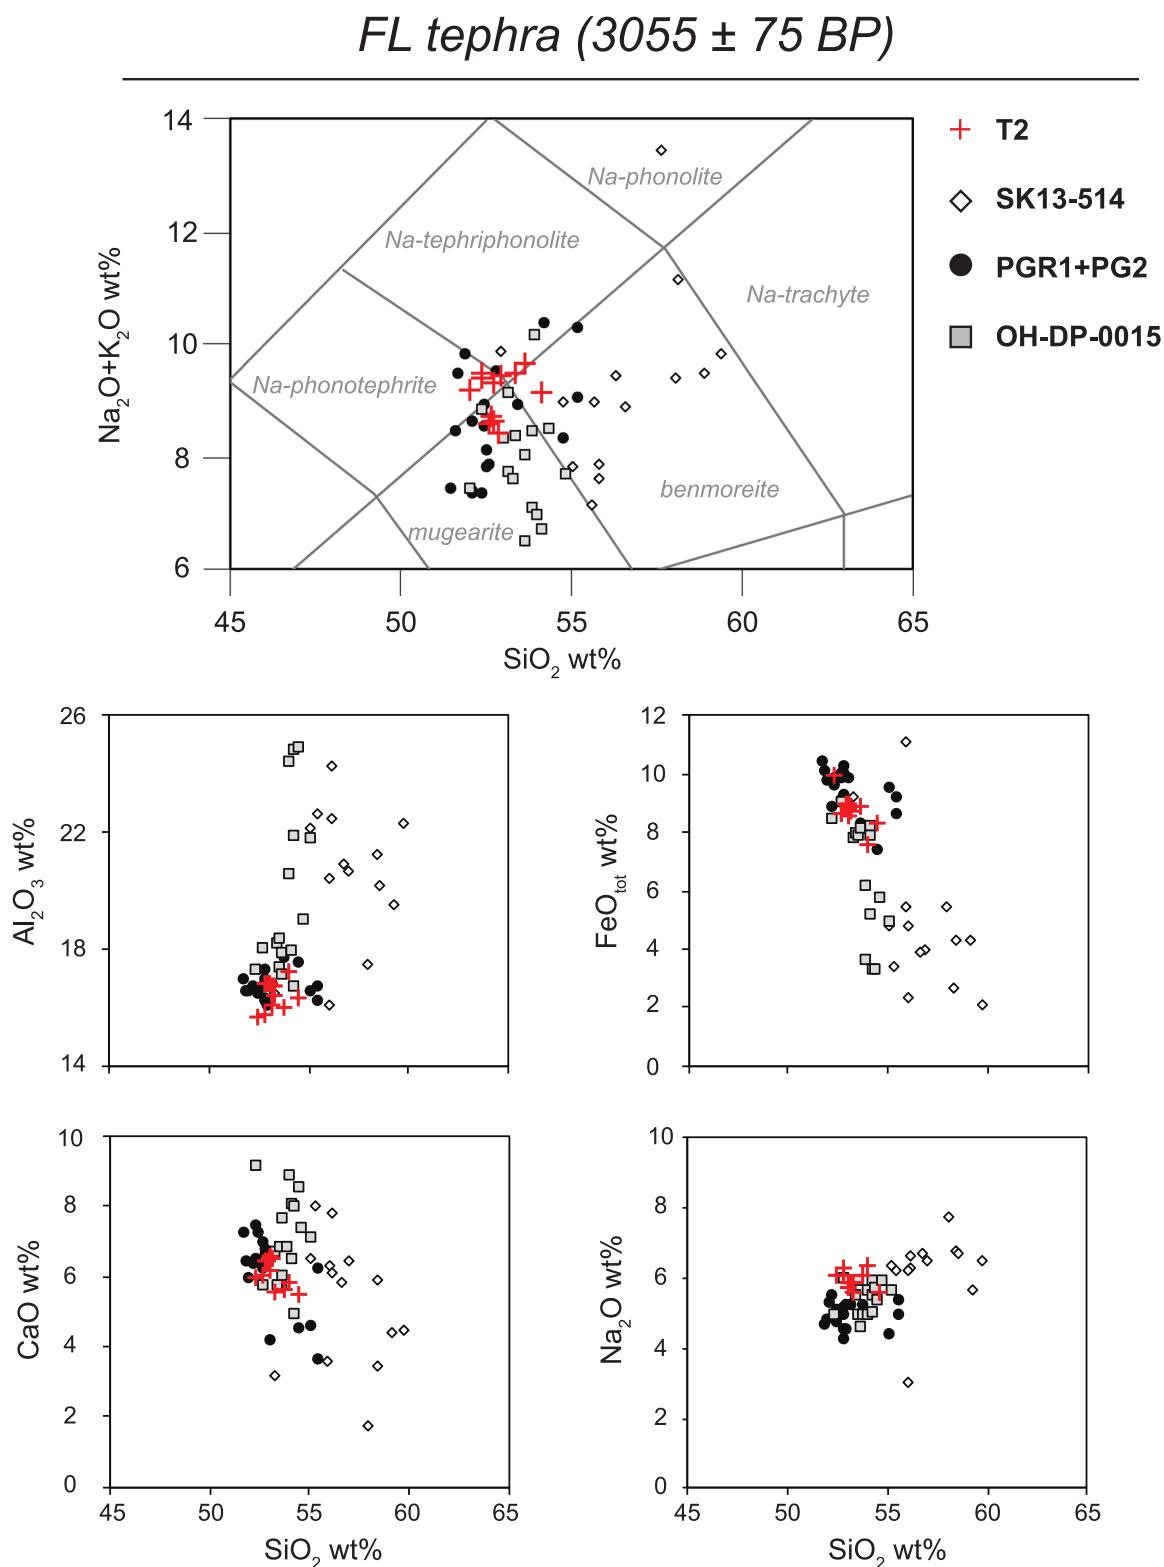 FL tephra (3055 ± 75 BP)
14
12
10
8
6
Na₂O+K₂O wt%
Na-phonolite
Na-tephriphonolite
Na-trachyte
Na-phonotephrite
benmoreite
mugearite
45 50 55 60 65
SiO₂ wt%
T2
SK13-514
PGR1+PG2
OH-DP-0015
26
22
18
14
Al₂O₃ wt%
12
10
8
6
4
2
0
FeOtot wt%
10
8
6
4
2
0
CaO wt%
45 50 55 60 65
SiO₂ wt%
10
8
6
4
2
0
Na₂O wt%
45 50 55 60 65
SiO₂ wt%